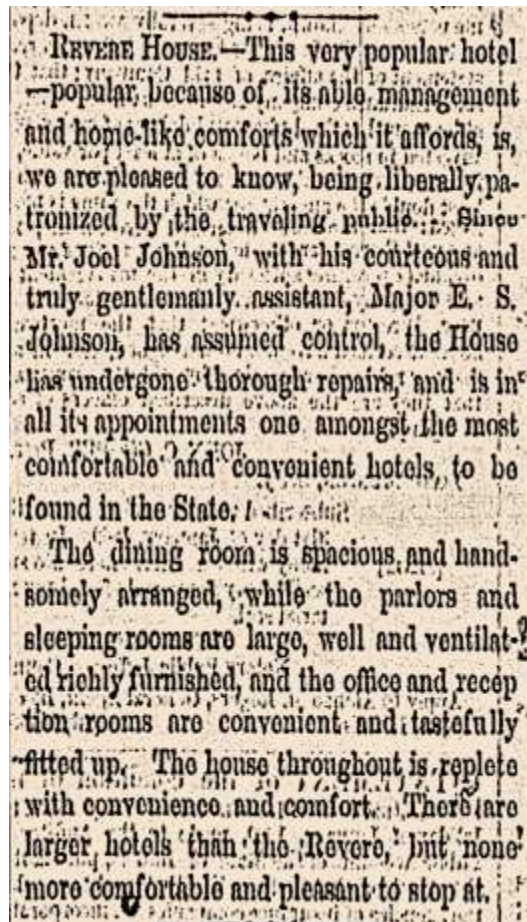 REVERE HOUSE.—This very popular hotel
—popular, because of its able management
and home-like comforts which it affords, is,
we are pleased to know, being liberally pa-
tronized by the traveling public. Since
Mr. Joel Johnson, with his courteous and
truly gentlemanly assistant, Major E. S.
Johnson, has assumed control, the House
has undergone thorough repairs, and is in
all its appointments one amongst the most
comfortable and convenient hotels to be
found in the State.
The dining room is spacious and hand-
somely arranged, while the parlors and
sleeping rooms are large, well and ventilat-
ed richly furnished, and the office and recep
tion rooms are convenient and tastefully
fitted up. The house throughout is replete
with convenience and comfort. There are
larger hotels than the Revere, but none
more comfortable and pleasant to stop at.